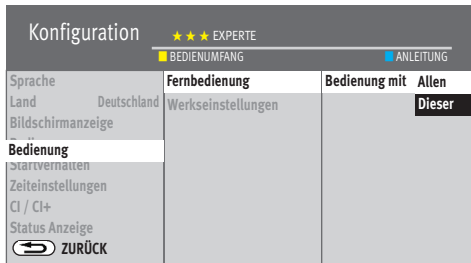 Konfiguration
★ ★ ★ EXPERTE
BEDIENUMFANG
ANLEITUNG
Sprache
Land Deutschland
Bildschirmanzeige
Bedienung
Startverhalten
Zeiteinstellungen
CI / CI+
Status Anzeige
ZURÜCK
Fernbedienung
Werkseinstellungen
Bedienung mit Allen
Dieser